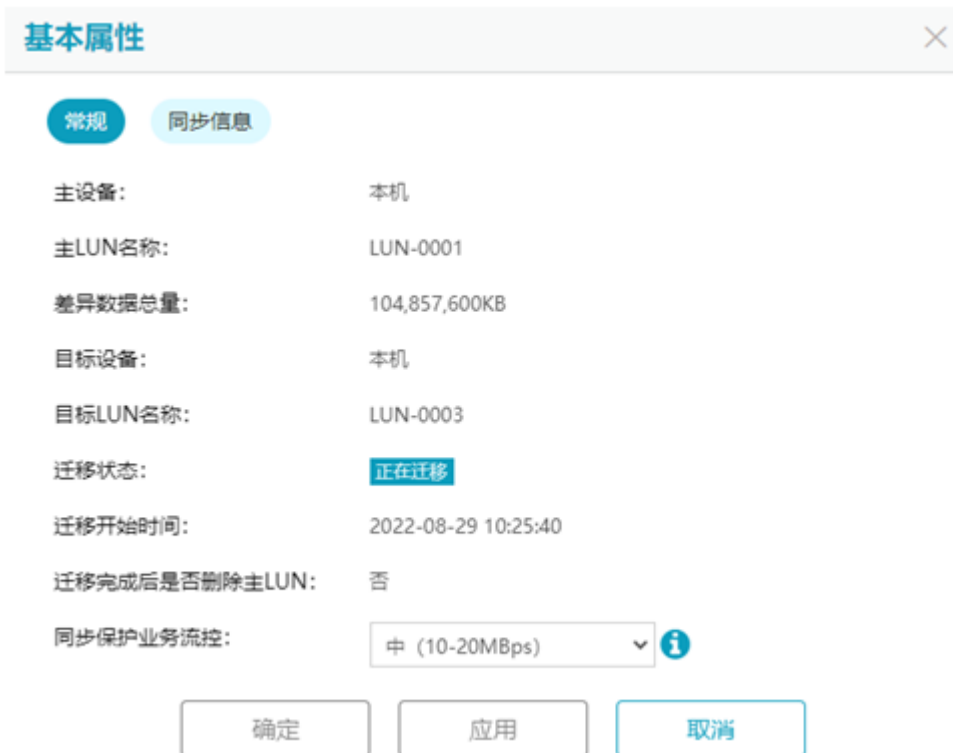 基本属性
常规 同步信息
主设备: 本机
主LUN名称: LUN-0001
差异数据总量: 104,857,600KB
目标设备: 本机
目标LUN名称: LUN-0003
迁移状态: 正在迁移
迁移开始时间: 2022-08-29 10:25:40
迁移完成后是否删除主LUN: 否
同步保护业务流控: 中 (10-20MBps)
确定 应用 取消